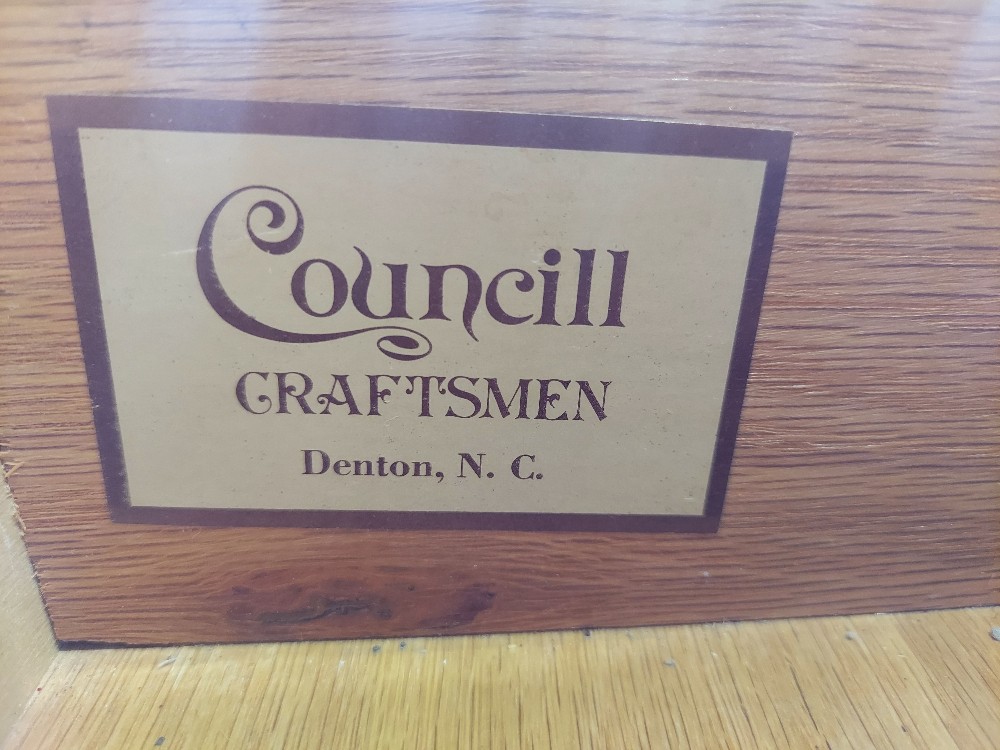 Councill
CRAFTSMEN
Denton, N. C.